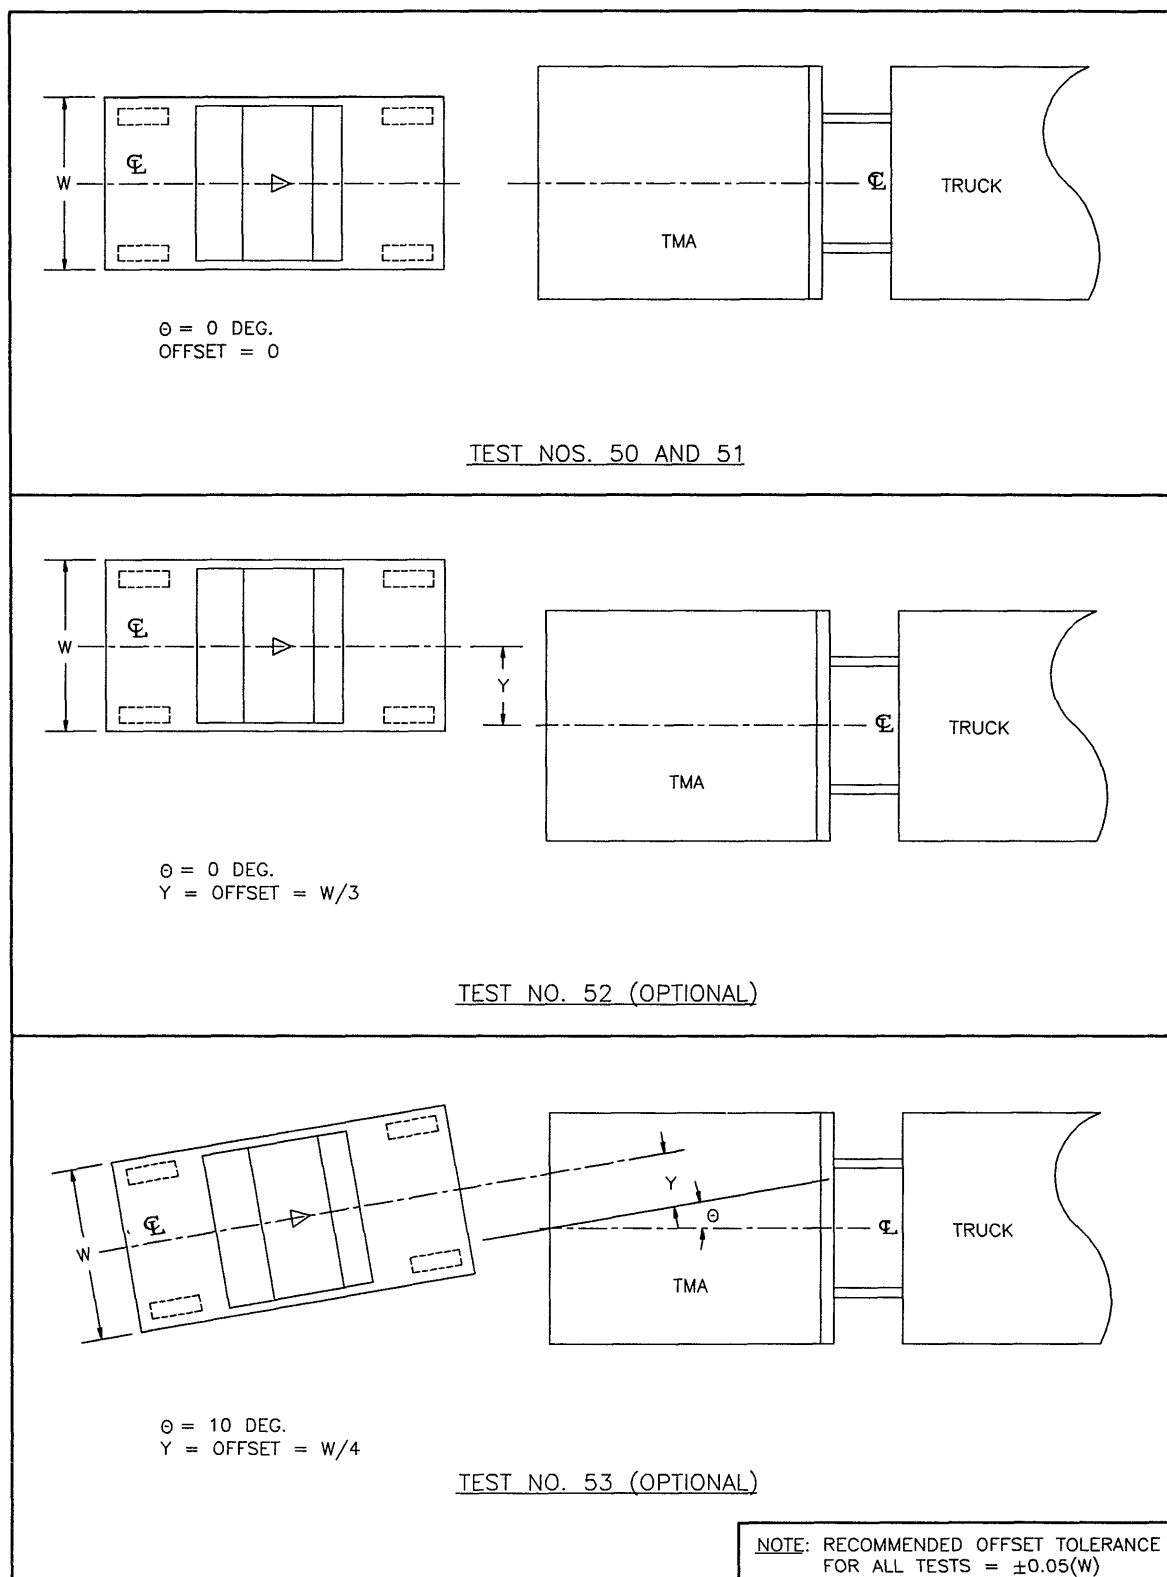 W
℄
℄
TRUCK
TMA
Θ = 0 DEG.
OFFSET = 0
TEST NOS. 50 AND 51
W
℄
Y
℄
TRUCK
TMA
Θ = 0 DEG.
Y = OFFSET = W/3
TEST NO. 52 (OPTIONAL)
W
℄
Y
Θ
℄
TRUCK
TMA
Θ = 10 DEG.
Y = OFFSET = W/4
TEST NO. 53 (OPTIONAL)
NOTE: RECOMMENDED OFFSET TOLERANCE
FOR ALL TESTS = ±0.05(W)